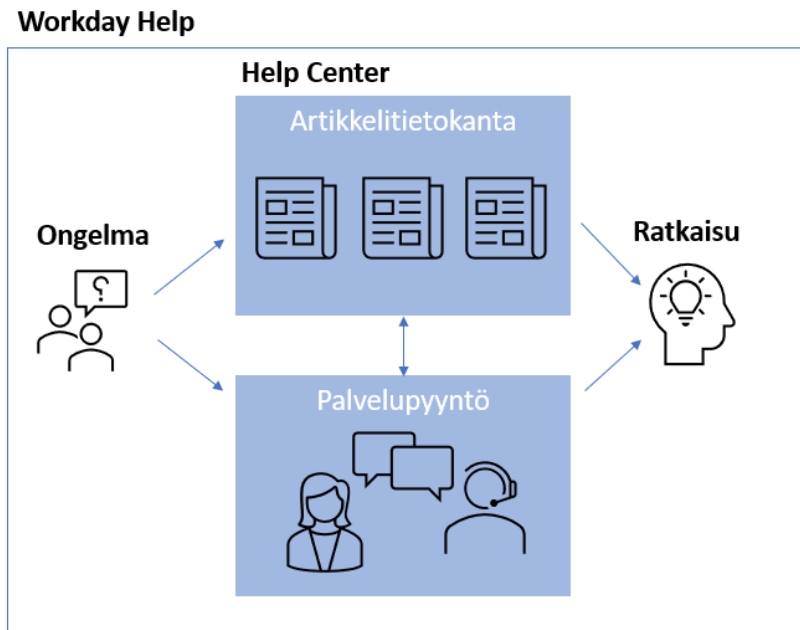 Workday Help
Help Center
Artikkelitietokanta
Ongelma
?
Ratkaisu
Palvelupyyntö